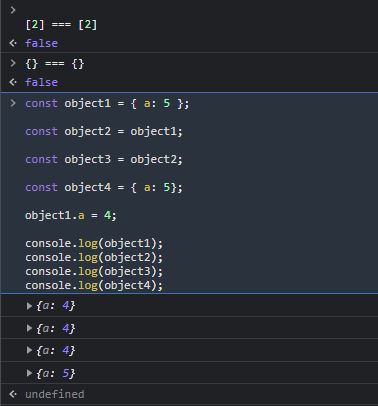 [2] === [2]
false
{} === {}
false
const object1 = { a: 5 };
const object2 = object1;
const object3 = object2;
const object4 = { a: 5};
object1.a = 4;
console.log(object1);
console.log(object2);
console.log(object3);
console.log(object4);
{a: 4}
{a: 4}
{a: 4}
{a: 5}
undefined